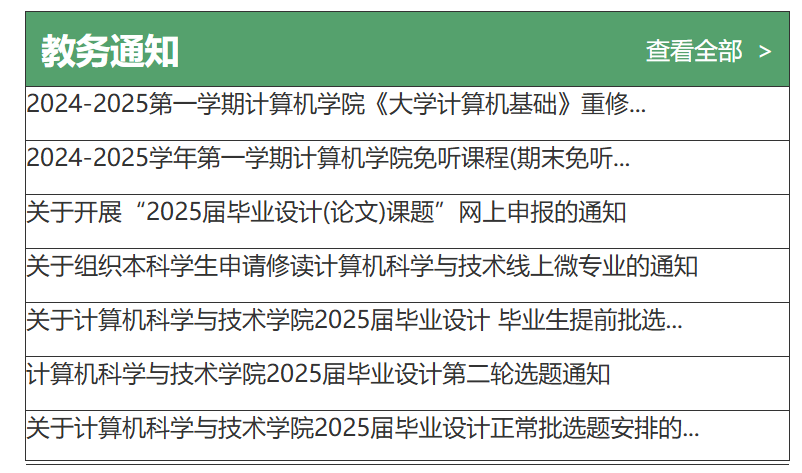 教务通知
查看全部 >
2024-2025第一学期计算机学院《大学计算机基础》重修...
2024-2025学年第一学期计算机学院免听课程(期末免听...
关于开展“2025届毕业设计(论文)课题”网上申报的通知
关于组织本科学生申请修读计算机科学与技术线上微专业的通知
关于计算机科学与技术学院2025届毕业设计 毕业生提前批选...
计算机科学与技术学院2025届毕业设计第二轮选题通知
关于计算机科学与技术学院2025届毕业设计正常批选题安排的...